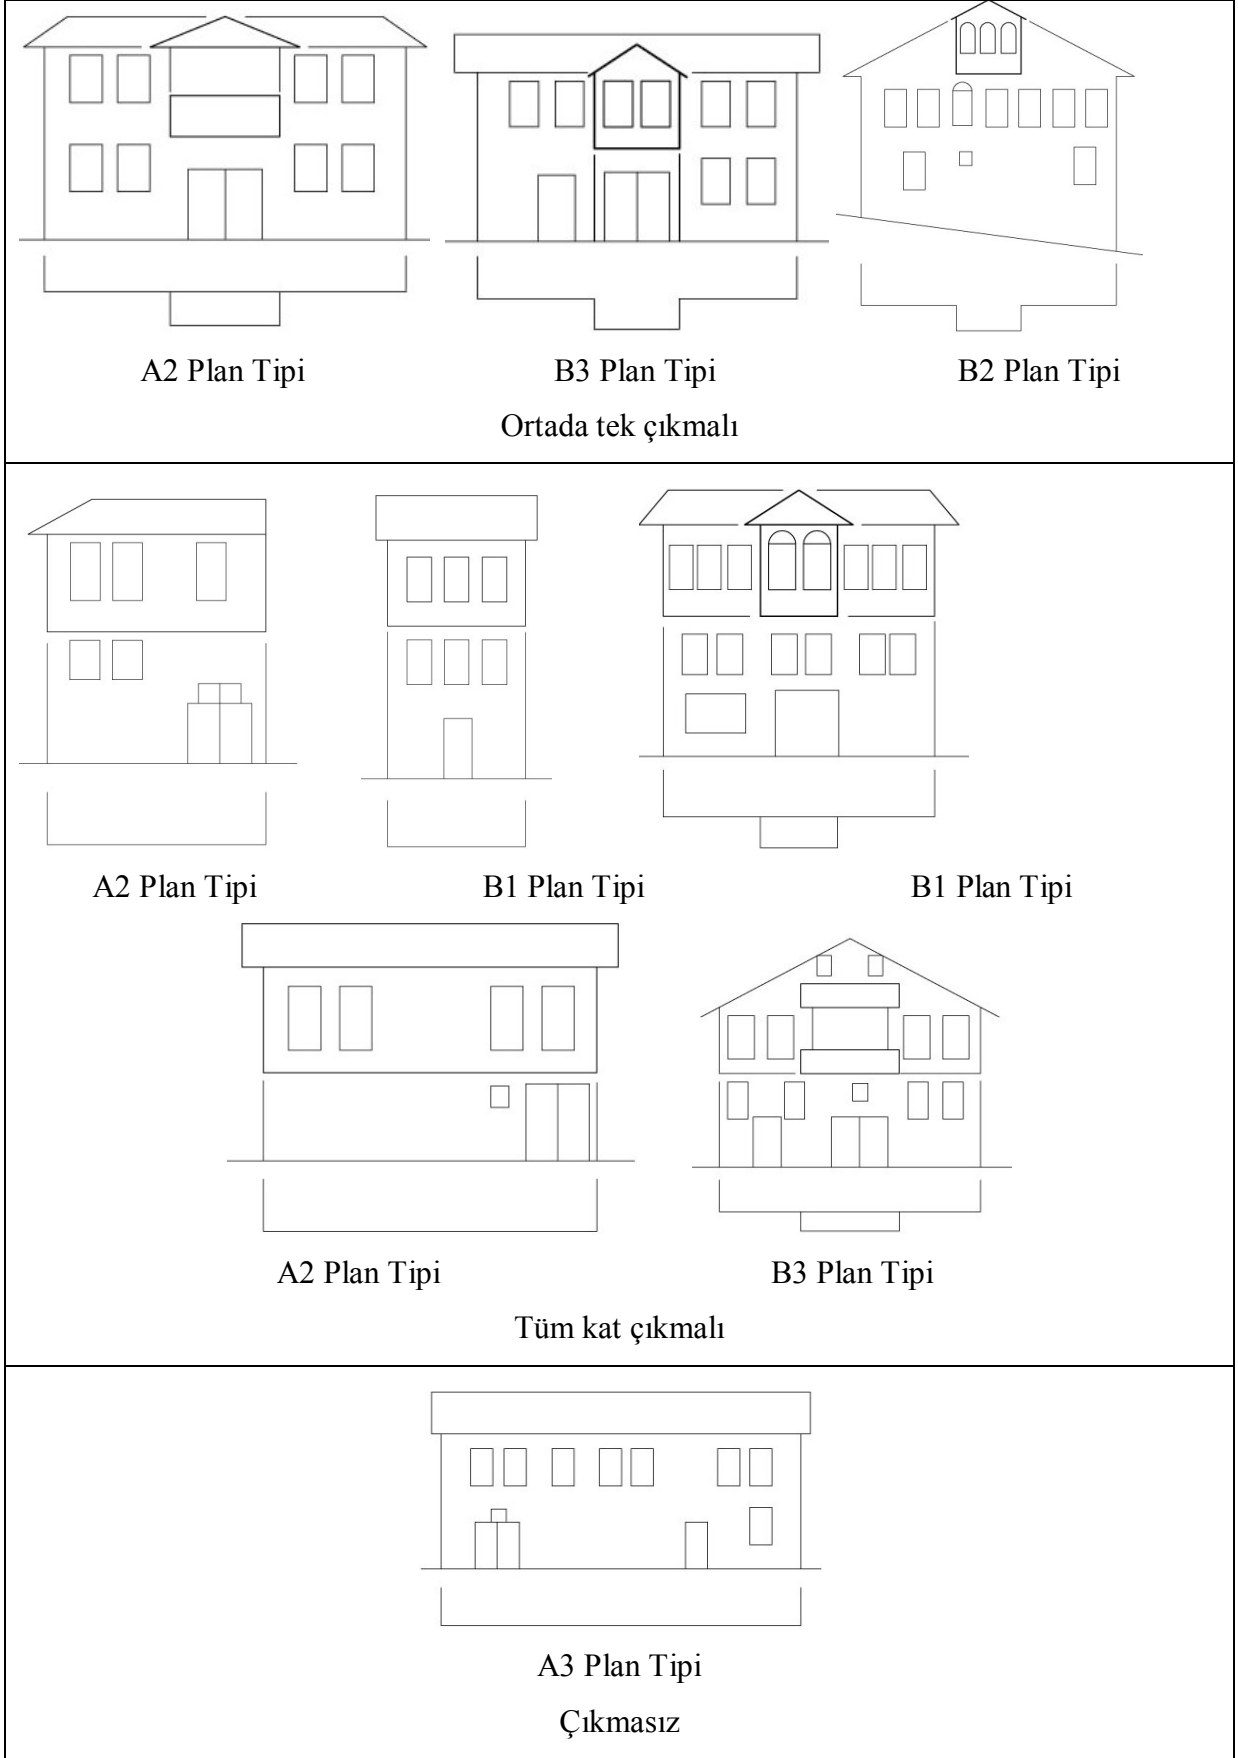 A2 Plan Tipi
B3 Plan Tipi
B2 Plan Tipi
Ortada tek çıkmalı
A2 Plan Tipi
B1 Plan Tipi
B1 Plan Tipi
A2 Plan Tipi
B3 Plan Tipi
Tüm kat çıkmalı
A3 Plan Tipi
Çıkmasız